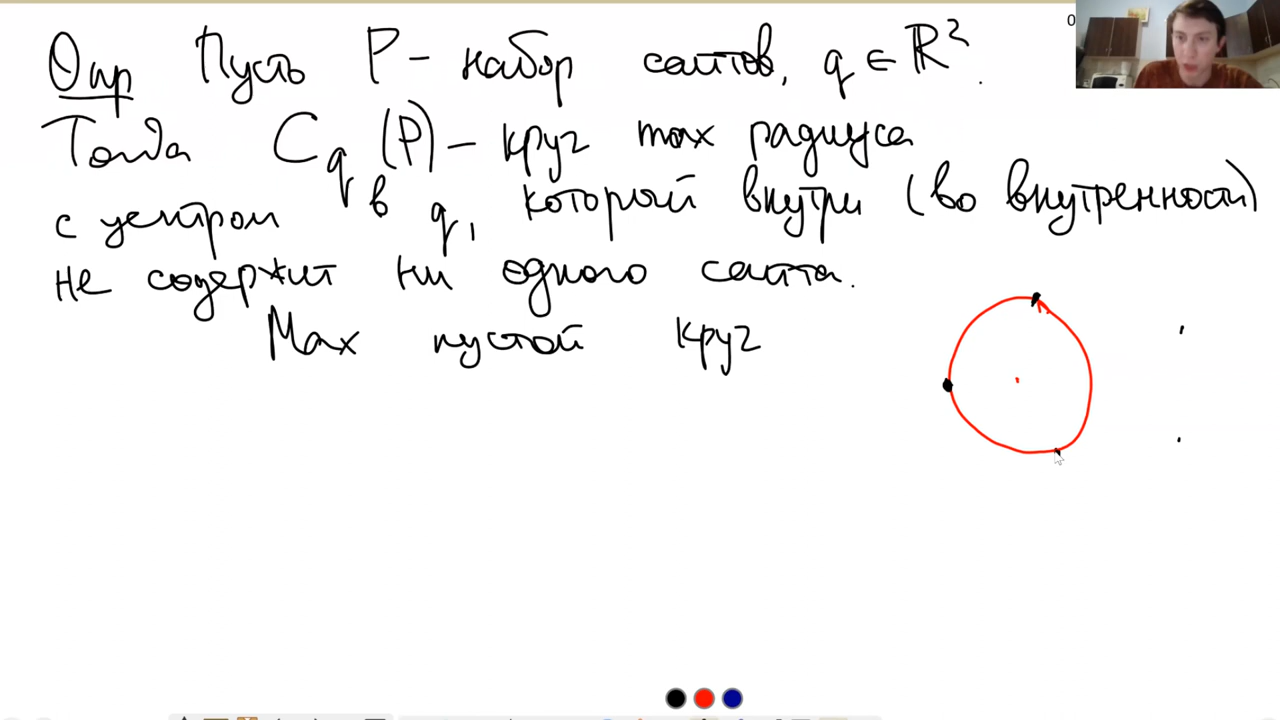 Опр Пусть P – набор сайтов, q ∈ ℝ².
Тогда C_q (P) – круг max радиуса
с центром в q, который внутри (во внутренности)
не содержит ни одного сайта.
Max пустой круг